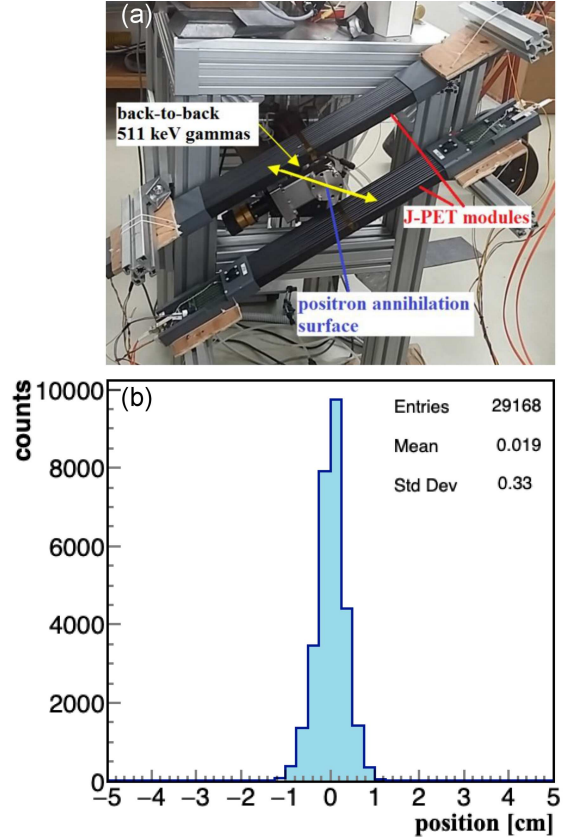 (a)
back-to-back
511 keV gammas
J-PET modules
positron annihilation
surface
(b)
counts
10000
8000
6000
4000
2000
0
Entries 29168
Mean 0.019
Std Dev 0.33
−5 −4 −3 −2 −1 0 1 2 3 4 5
position [cm]